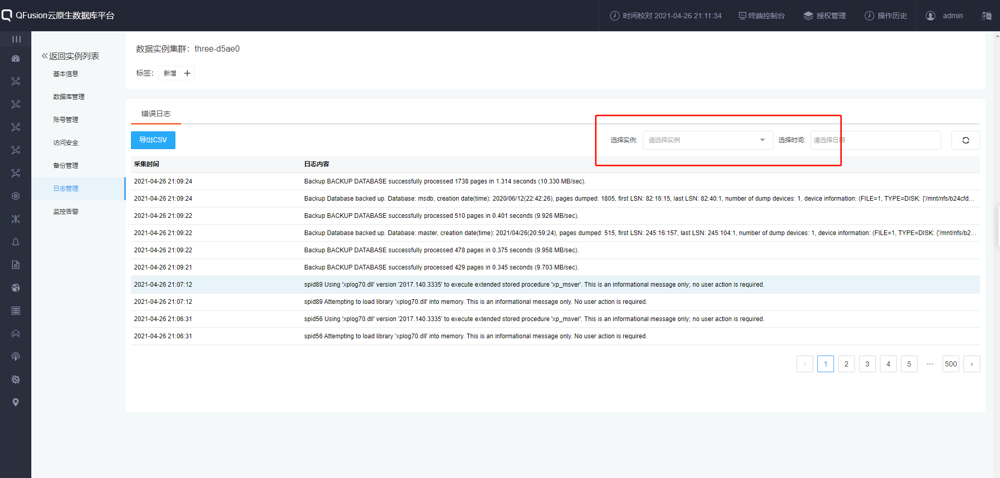 QFusion云原生数据库平台
时间校对 2021-04-26 21:11:34
终端控制台
授权管理
操作历史
admin
返回实例列表
基本信息
数据库管理
账号管理
访问安全
备份管理
日志管理
监控告警
数据实例集群：three-d5ae0
标签：
新增 +
错误日志
导出CSV
选择实例: 请选择实例
选择时间: 请选择日期
采集时间 日志内容
2021-04-26 21:09:24 Backup BACKUP DATABASE successfully processed 1738 pages in 1.314 seconds (10.330 MB/sec).
2021-04-26 21:09:24 Backup Database backed up. Database: msdb, creation date(time): 2020/06/12(22:42:26), pages dumped: 1805, first LSN: 82:16:15, last LSN: 82:40:1, number of dump devices: 1, device information: (FILE=1, TYPE=DISK: {'/mnt/nfs/b24cfd...
2021-04-26 21:09:22 Backup BACKUP DATABASE successfully processed 510 pages in 0.401 seconds (9.926 MB/sec).
2021-04-26 21:09:22 Backup Database backed up. Database: master, creation date(time): 2021/04/26(20:59:24), pages dumped: 515, first LSN: 245:16:157, last LSN: 245:104:1, number of dump devices: 1, device information: (FILE=1, TYPE=DISK: {'/mnt/nfs/b2...
2021-04-26 21:09:22 Backup BACKUP DATABASE successfully processed 478 pages in 0.375 seconds (9.958 MB/sec).
2021-04-26 21:09:21 Backup BACKUP DATABASE successfully processed 429 pages in 0.345 seconds (9.703 MB/sec).
2021-04-26 21:07:12 spid89 Using 'xplog70.dll' version '2017.140.3335' to execute extended stored procedure 'xp_msver'. This is an informational message only; no user action is required.
2021-04-26 21:07:12 spid89 Attempting to load library 'xplog70.dll' into memory. This is an informational message only. No user action is required.
2021-04-26 21:06:31 spid56 Using 'xplog70.dll' version '2017.140.3335' to execute extended stored procedure 'xp_msver'. This is an informational message only; no user action is required.
2021-04-26 21:06:31 spid56 Attempting to load library 'xplog70.dll' into memory. This is an informational message only. No user action is required.
‹ 1 2 3 4 5 ••• 500 ›